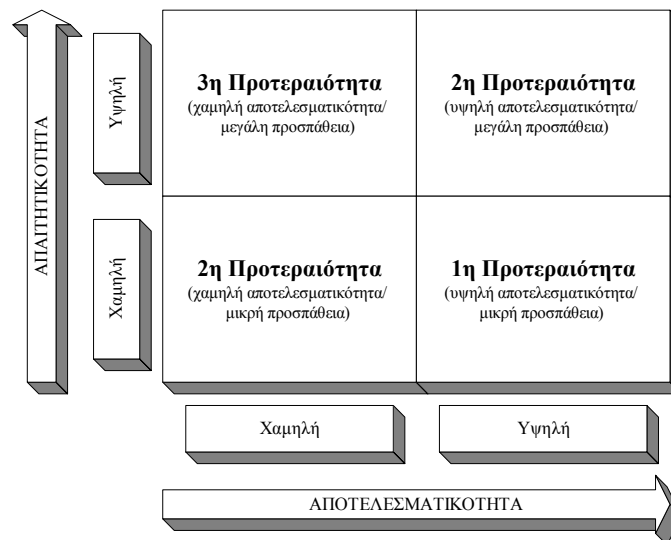 ΑΠΑΙΤΗΤΙΚΟΤΗΤΑ
Υψηλή
3η Προτεραιότητα
(χαμηλή αποτελεσματικότητα/
μεγάλη προσπάθεια)
2η Προτεραιότητα
(υψηλή αποτελεσματικότητα/
μεγάλη προσπάθεια)
Χαμηλή
2η Προτεραιότητα
(χαμηλή αποτελεσματικότητα/
μικρή προσπάθεια)
1η Προτεραιότητα
(υψηλή αποτελεσματικότητα/
μικρή προσπάθεια)
Χαμηλή
Υψηλή
ΑΠΟΤΕΛΕΣΜΑΤΙΚΟΤΗΤΑ